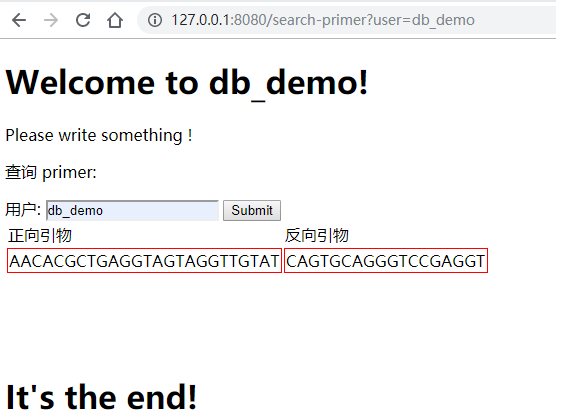 127.0.0.1:8080/search-primer?user=db_demo
Welcome to db_demo!
Please write something !
查询 primer:
用户: db_demo Submit
正向引物 反向引物
AACACGCTGAGGTAGTAGGTTGTAT CAGTGCAGGGTCCGAGGT
It's the end!